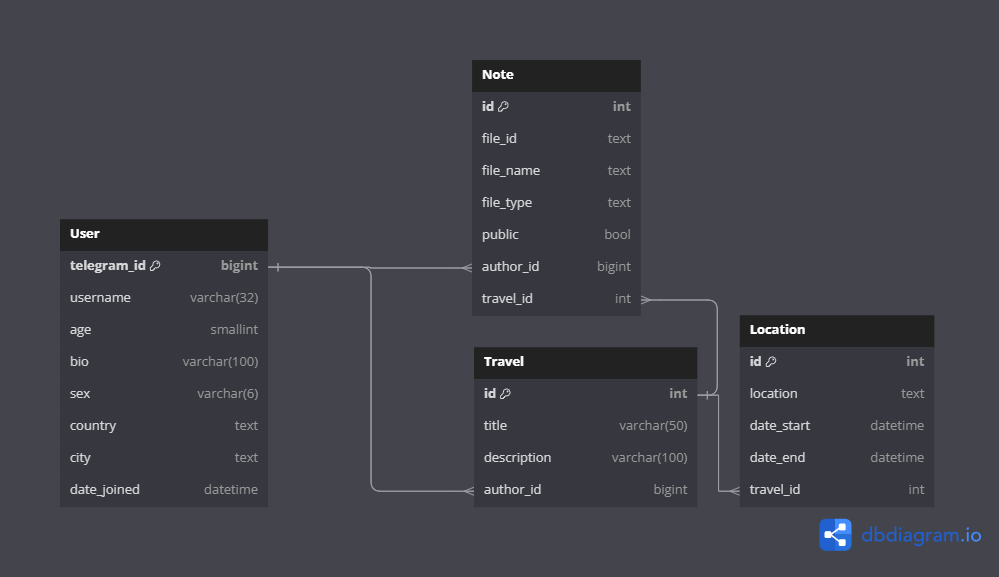 Note
id int
file_id text
file_name text
file_type text
public bool
author_id bigint
travel_id int
User
telegram_id bigint
username varchar(32)
age smallint
bio varchar(100)
sex varchar(6)
country text
city text
date_joined datetime
Travel
id int
title varchar(50)
description varchar(100)
author_id bigint
Location
id int
location text
date_start datetime
date_end datetime
travel_id int
dbdiagram.io